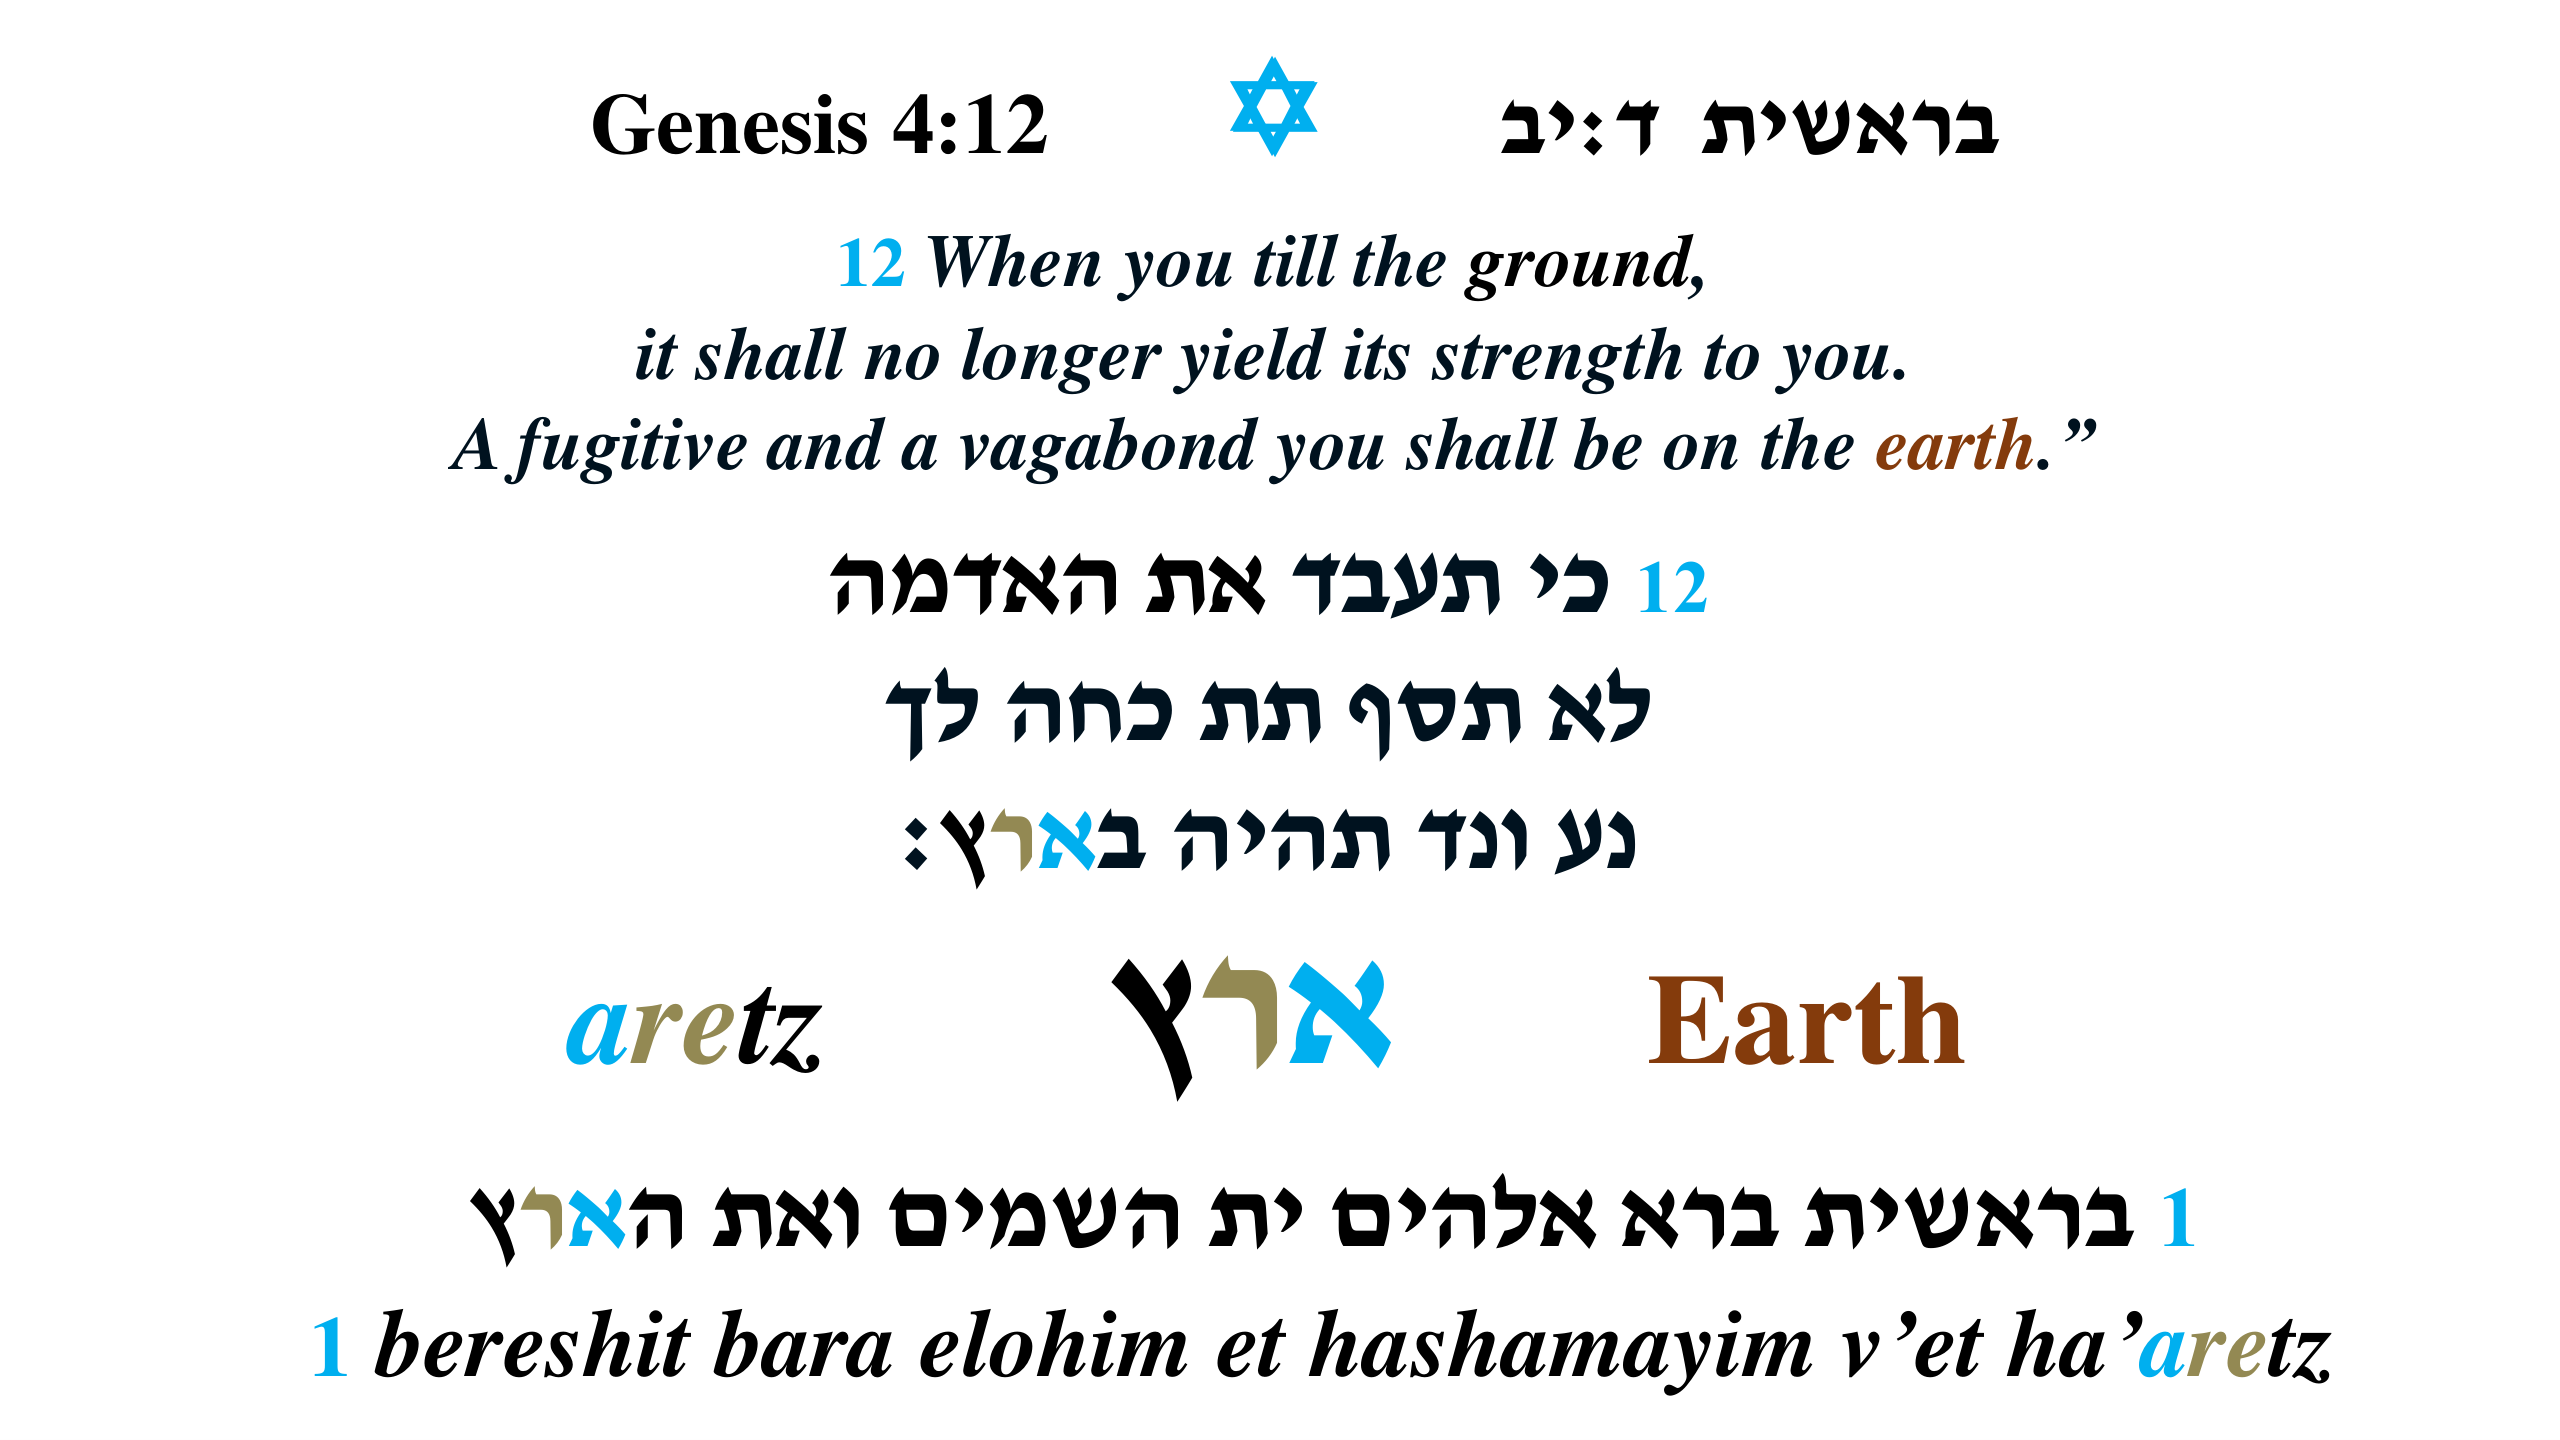 Genesis 4:12 ✡ בראשית ד:יב
12 When you till the ground,
it shall no longer yield its strength to you.
A fugitive and a vagabond you shall be on the earth.”
12 כי תעבד את האדמה
לא תסף תת כחה לך
נע ונד תהיה בארץ:
aretz ארץ Earth
1 בראשית ברא אלהים ית השמים ואת הארץ
1 bereshit bara elohim et hashamayim v’et ha’aretz